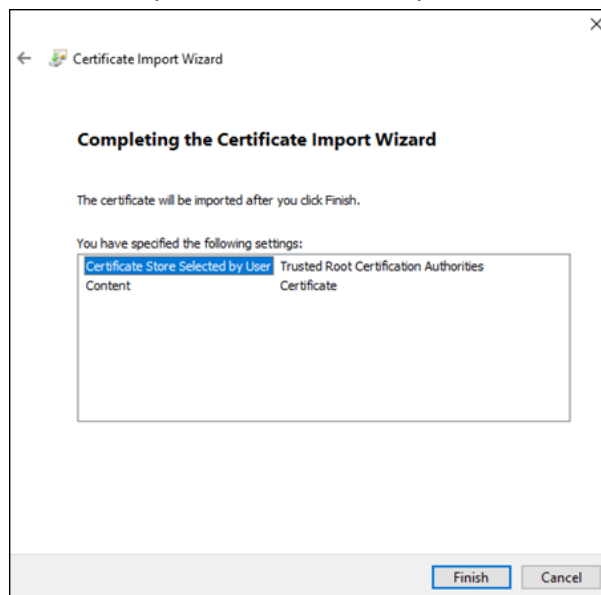 Certificate Import Wizard
Completing the Certificate Import Wizard
The certificate will be imported after you click Finish.
You have specified the following settings:
Certificate Store Selected by User Trusted Root Certification Authorities
Content Certificate
Finish Cancel